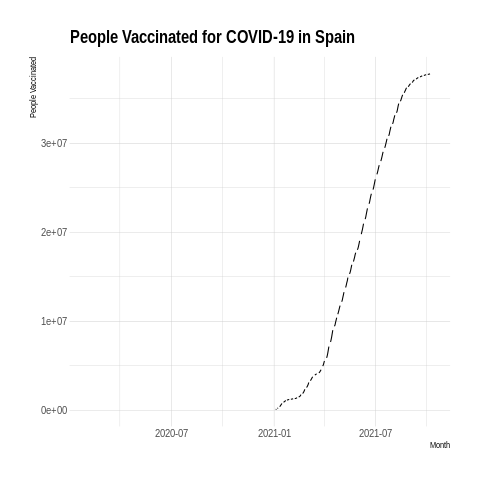 People Vaccinated for COVID-19 in Spain
People Vaccinated
3e+07
2e+07
1e+07
0e+00
2020-07
2021-01
2021-07
Month